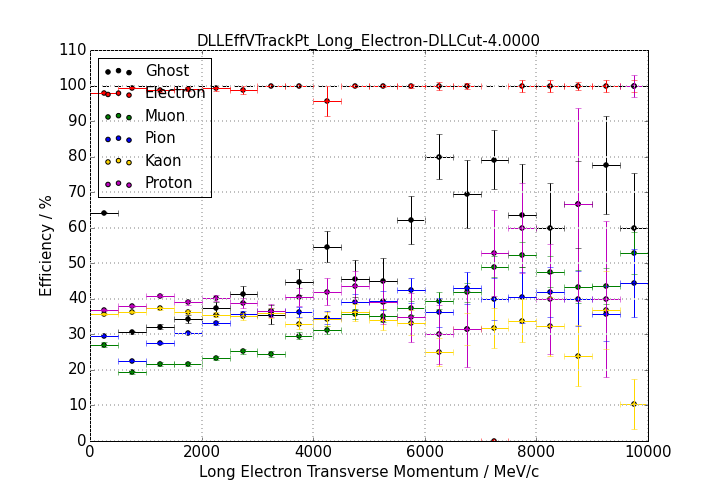 DLLEffVTrackPt_Long_Electron-DLLCut-4.0000
110
100
90
80
70
60
50
40
30
20
10
0
Efficiency / %
Ghost
Electron
Muon
Pion
Kaon
Proton
0 2000 4000 6000 8000 10000
Long Electron Transverse Momentum / MeV/c